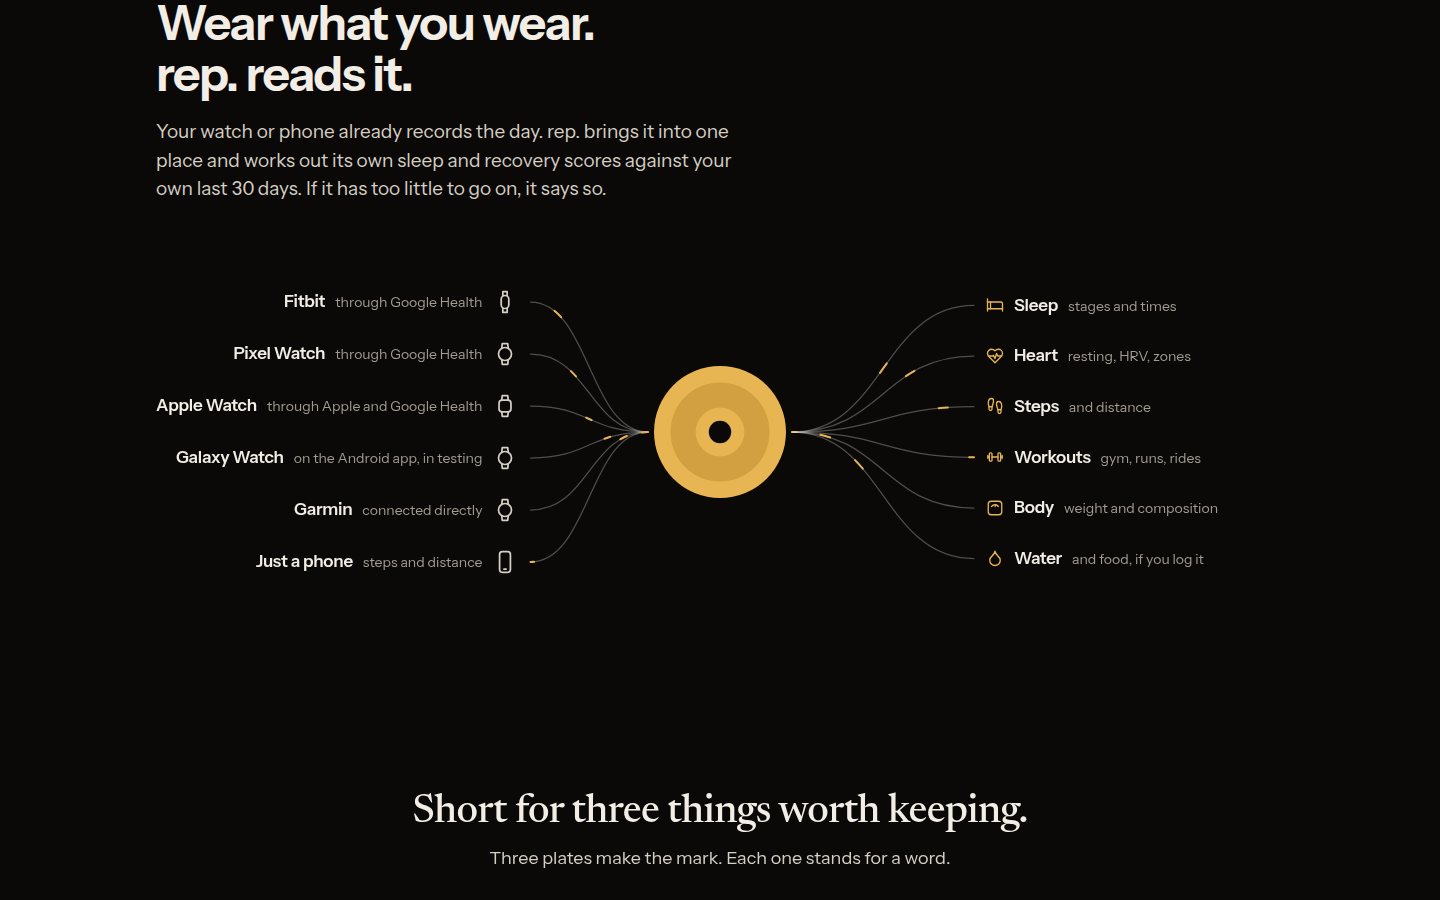 Wear what you wear.
rep. reads it.
Your watch or phone already records the day. rep. brings it into one
place and works out its own sleep and recovery scores against your
own last 30 days. If it has too little to go on, it says so.
Fitbit through Google Health
Pixel Watch through Google Health
Apple Watch through Apple and Google Health
Galaxy Watch on the Android app, in testing
Garmin connected directly
Just a phone steps and distance
Sleep stages and times
Heart resting, HRV, zones
Steps and distance
Workouts gym, runs, rides
Body weight and composition
Water and food, if you log it
Short for three things worth keeping.
Three plates make the mark. Each one stands for a word.